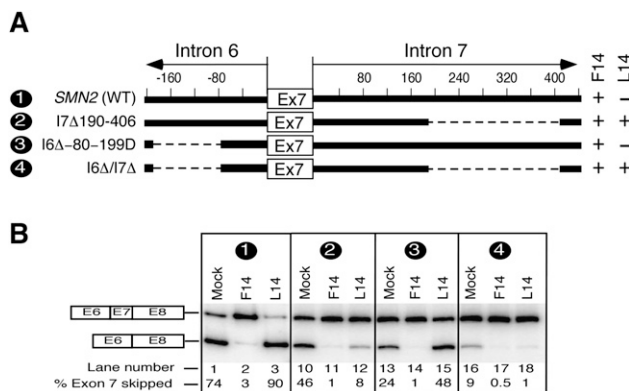 A
Intron 6 Intron 7
-160 -80 80 160 240 320 400 F14 L14
1 SMN2 (WT) Ex7 + –
2 I7Δ190-406 Ex7 + +
3 I6Δ–80–199D Ex7 + –
4 I6Δ/I7Δ Ex7 + +
B
1 2 3 4
Mock F14 L14 Mock F14 L14 Mock F14 L14 Mock F14 L14
E6 E7 E8
E6 E8
Lane number 1 2 3 10 11 12 13 14 15 16 17 18
% Exon 7 skipped 74 3 90 46 1 8 24 1 48 9 0.5 1